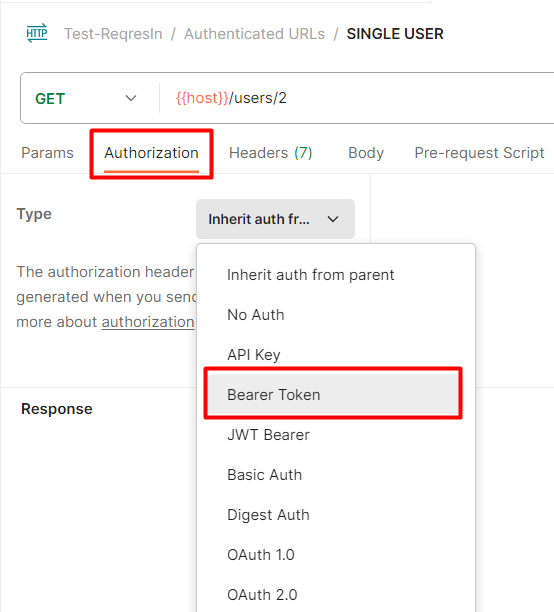 HTTP Test-ReqresIn / Authenticated URLs / SINGLE USER
GET {{host}}/users/2
Params Authorization Headers (7) Body Pre-request Script
Type Inherit auth fr...
The authorization header
generated when you send
more about authorization
Inherit auth from parent
No Auth
API Key
Bearer Token
JWT Bearer
Basic Auth
Digest Auth
OAuth 1.0
OAuth 2.0
Response